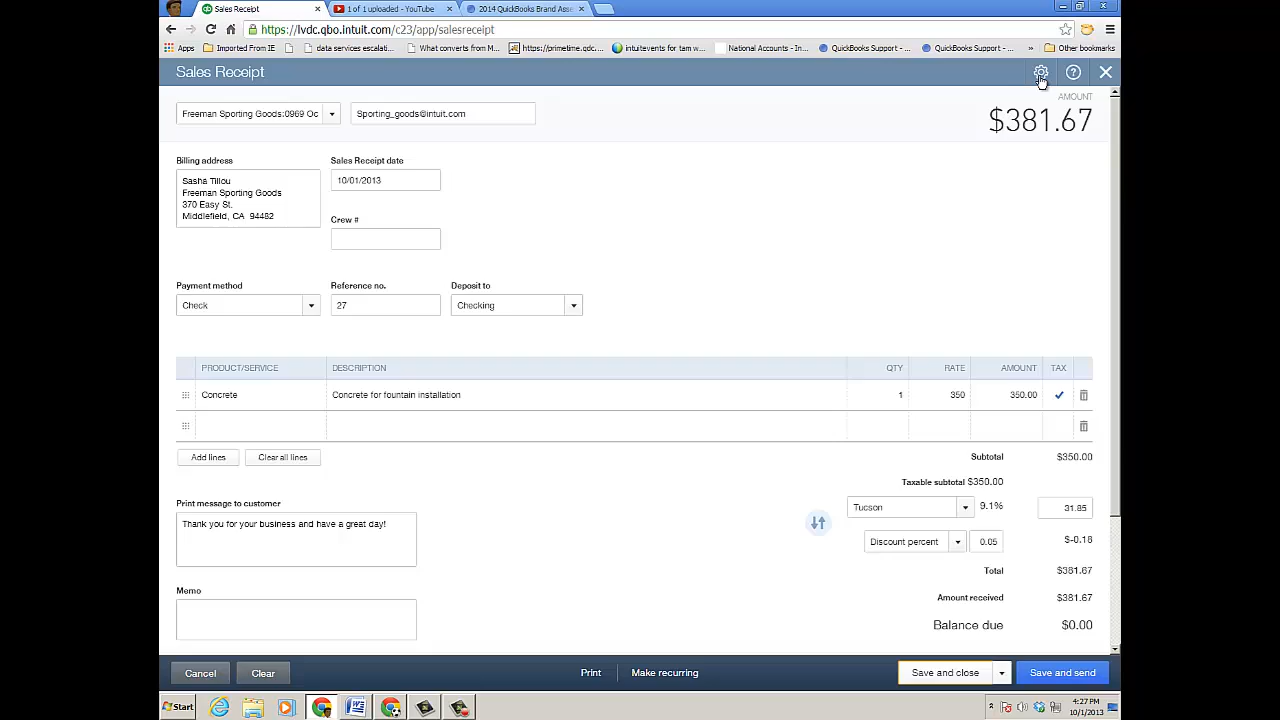 Sales Receipt
1 of 1 uploaded - YouTube
2014 QuickBooks Brand Asse
https://lvdc.qbo.intuit.com/c23/app/salesreceipt
Apps
Imported From IE
data services escalati...
What converts from M...
https://primetime.qdc....
intuitevents for tam w...
National Accounts - In...
QuickBooks Support - ...
QuickBooks Support - ...
»
Other bookmarks
Sales Receipt
AMOUNT
Freeman Sporting Goods:0969 Oc
Sporting_goods@intuit.com
$381.67
Billing address
Sales Receipt date
Sasha Tillou
Freeman Sporting Goods
370 Easy St.
Middlefield, CA 94482
10/01/2013
Crew #
Payment method
Reference no.
Deposit to
Check
27
Checking
PRODUCT/SERVICE DESCRIPTION QTY RATE AMOUNT TAX
Concrete Concrete for fountain installation 1 350 350.00
Add lines
Clear all lines
Subtotal $350.00
Taxable subtotal $350.00
Print message to customer
Tucson 9.1% 31.85
Thank you for your business and have a great day!
Discount percent 0.05 $-0.18
Total $381.67
Memo
Amount received $381.67
Balance due $0.00
Cancel
Clear
Print
Make recurring
Save and close
Save and send
Start
4:27 PM
10/1/2013